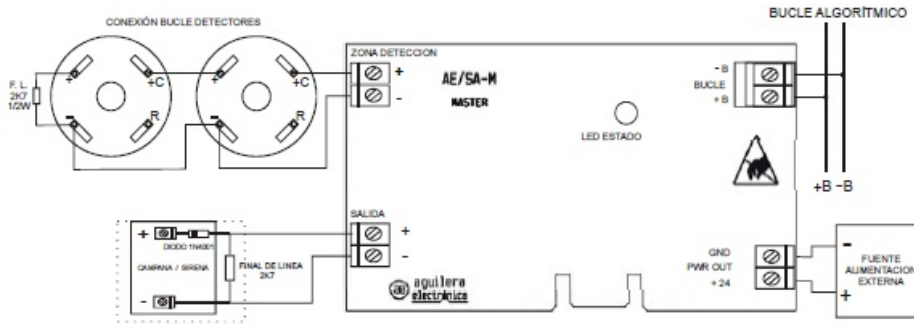 CONEXIÓN BUCLE DETECTORES
BUCLE ALGORÍTMICO
F. L.
2K7
1/2W
+
+C
-
R
+
+C
-
R
ZONA DETECCION
+
-
AE/SA-M
MASTER
LED ESTADO
-B
BUCLE
+B
+B -B
SALIDA
+
-
+
DIODO 1N4001
CAMPANA / SIRENA
-
FINAL DE LINEA
2K7
ae aguilera
electrónica
GND
PWR OUT
+24
-
FUENTE
ALIMENTACION
EXTERNA
+